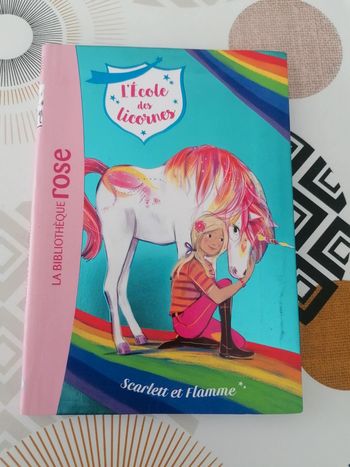 L'École
des
licornes
LA BIBLIOTHÈQUE rose
Scarlett et Flamme